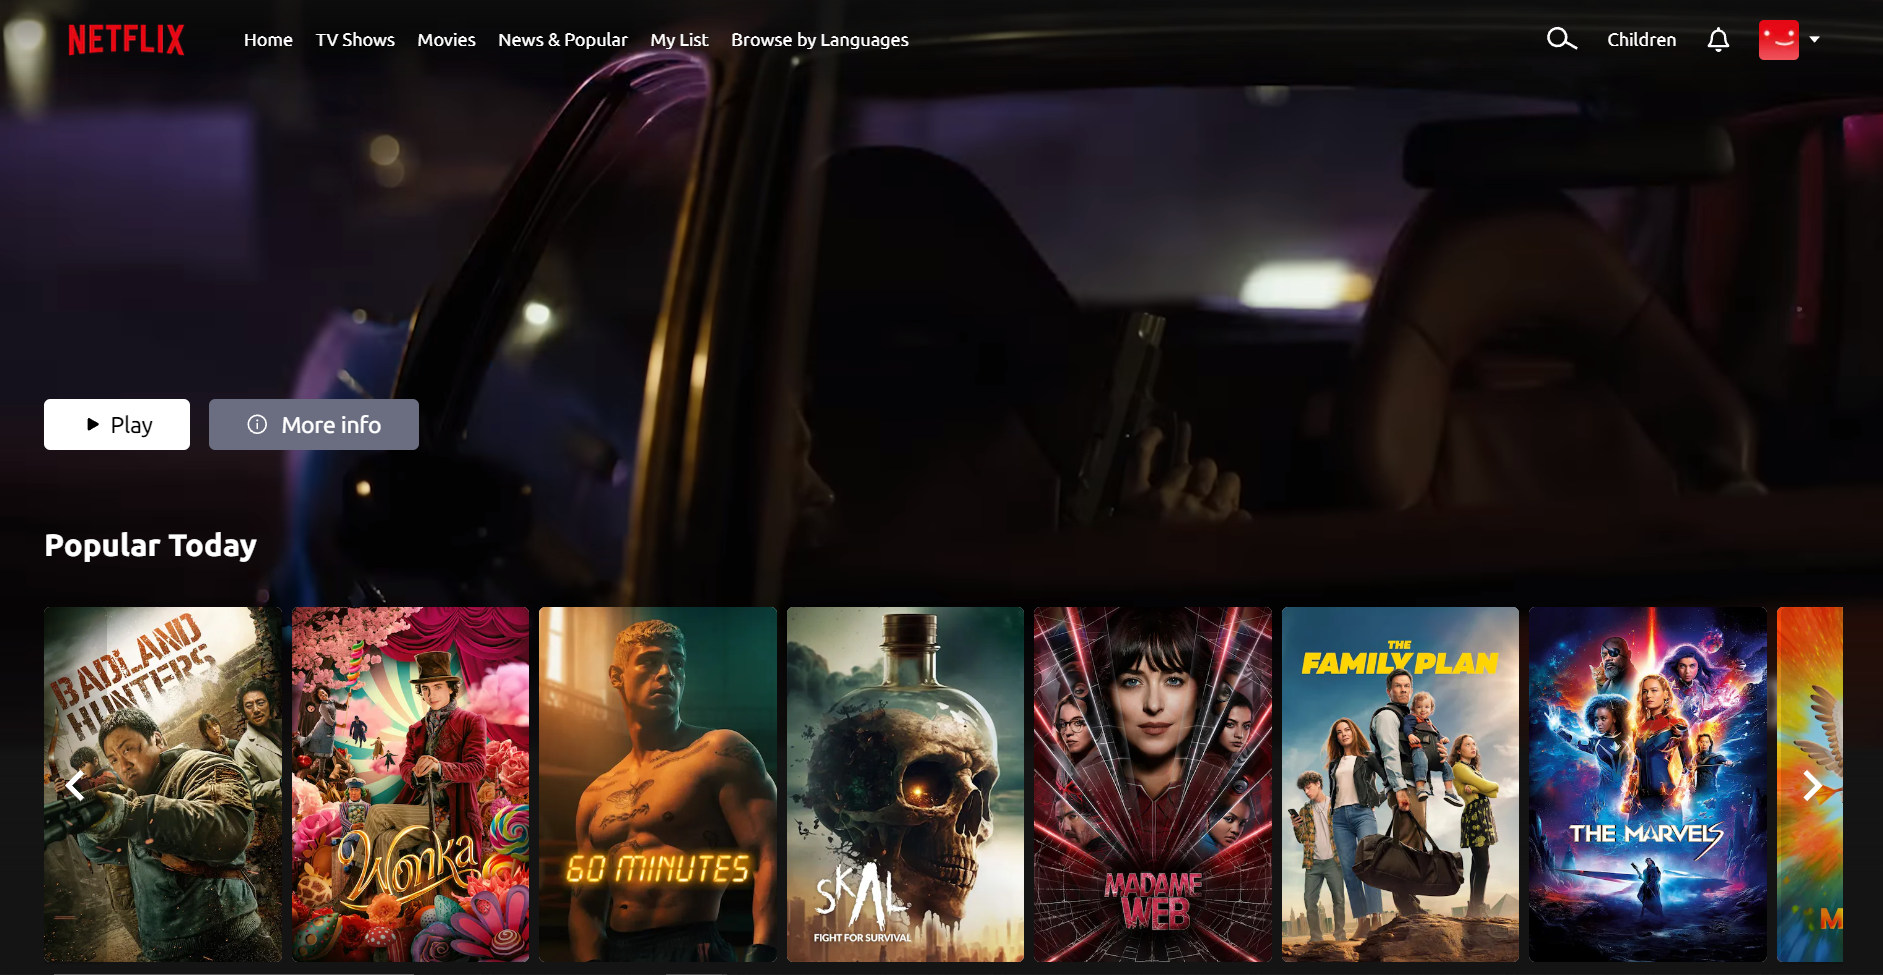 NETFLIX Home TV Shows Movies News & Popular My List Browse by Languages Children
Play More info
Popular Today
BADLAND
HUNTERS
Wonka
60 MINUTES
SKAL
FIGHT FOR SURVIVAL
MADAME
WEB
THE
FAMILY PLAN
THE MARVELS
M